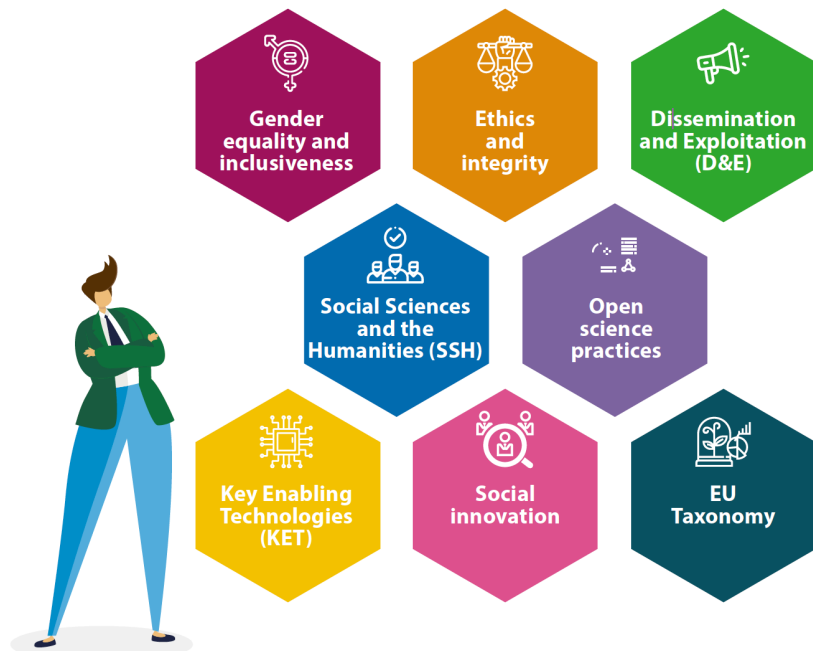 Gender
equality and
inclusiveness
Ethics
and
integrity
Dissemination
and Exploitation
(D&E)
Social Sciences
and the
Humanities (SSH)
Open
science
practices
Key Enabling
Technologies
(KET)
Social
innovation
EU
Taxonomy